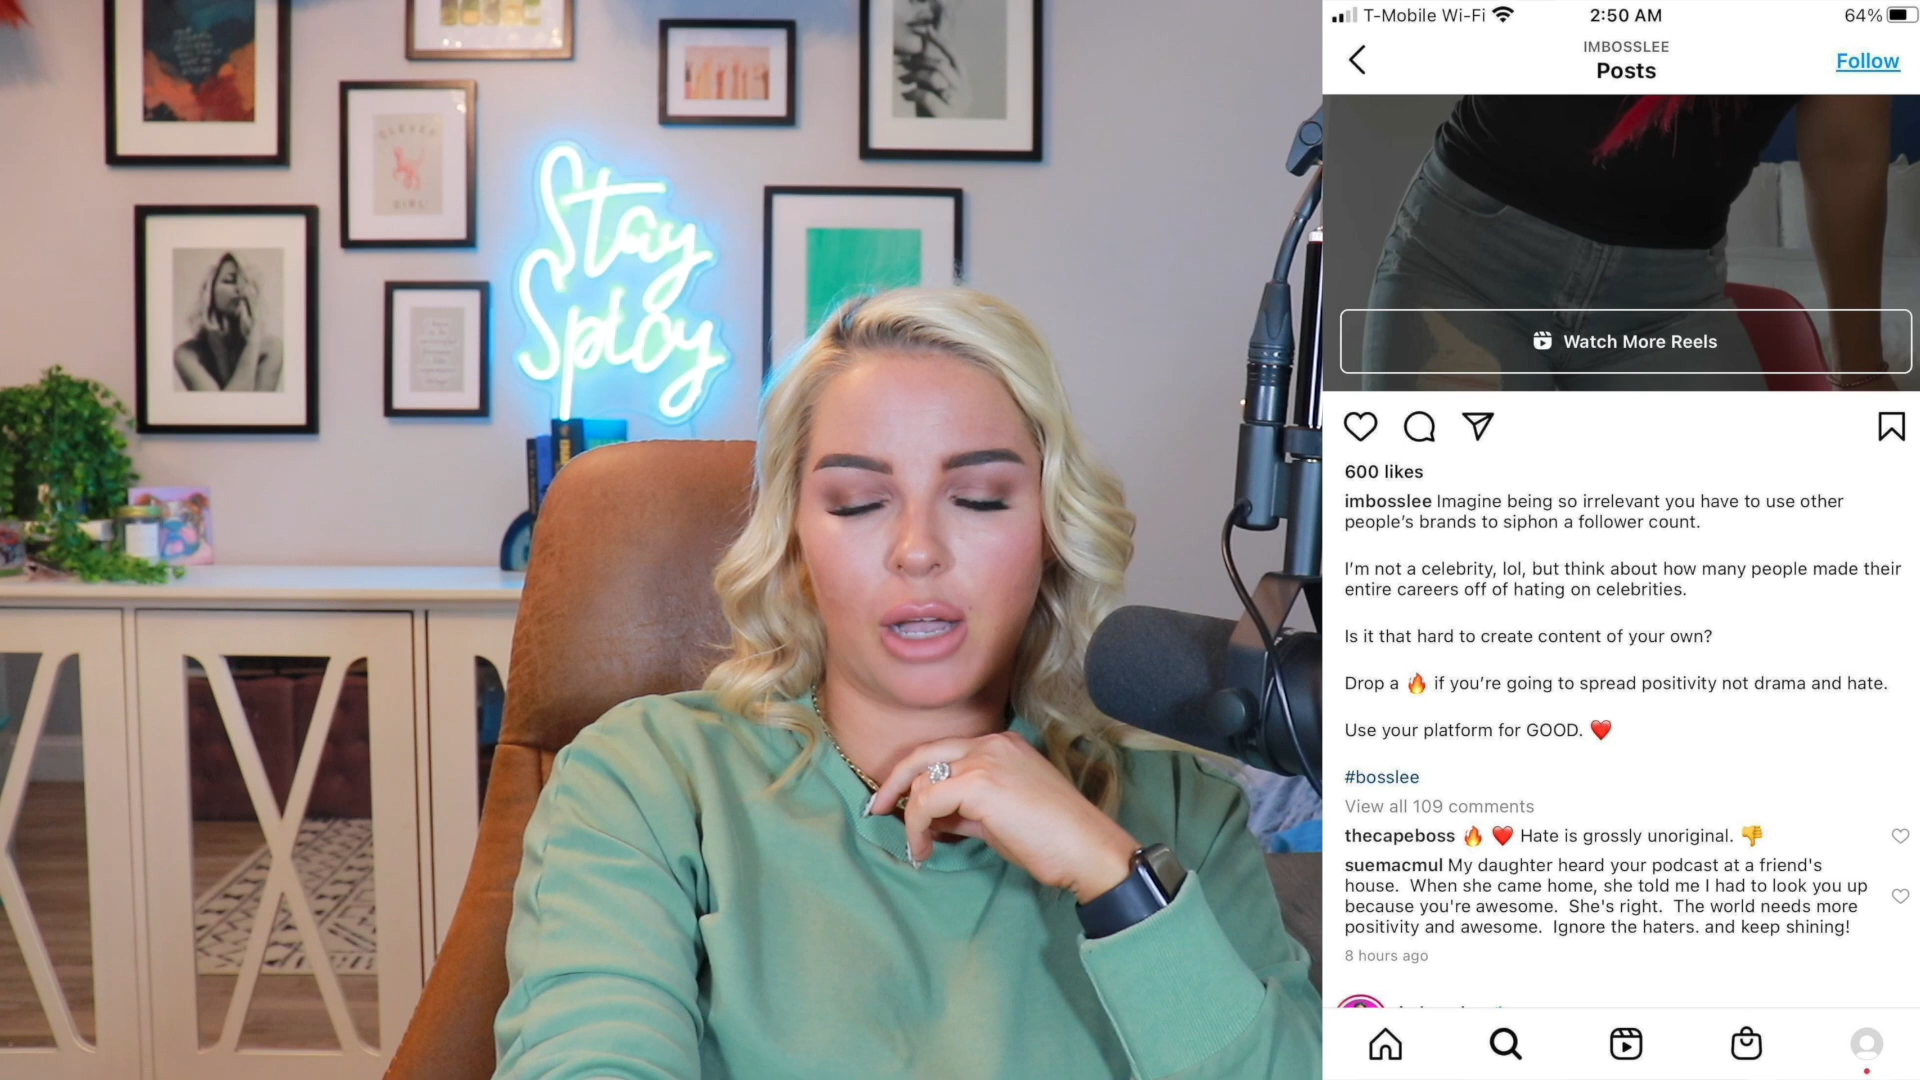 CLEVER
GIRL
Stay
Spicy
T-Mobile Wi-Fi
2:50 AM
64%
IMBOSSLEE
Posts
Follow
Watch More Reels
600 likes
imbosslee Imagine being so irrelevant you have to use other
people’s brands to siphon a follower count.
I’m not a celebrity, lol, but think about how many people made their
entire careers off of hating on celebrities.
Is it that hard to create content of your own?
Drop a 🔥 if you’re going to spread positivity not drama and hate.
Use your platform for GOOD. ❤️
#bosslee
View all 109 comments
thecapeboss 🔥 ❤️ Hate is grossly unoriginal. 👎
suemacmul My daughter heard your podcast at a friend's
house. When she came home, she told me I had to look you up
because you're awesome. She's right. The world needs more
positivity and awesome. Ignore the haters. and keep shining!
8 hours ago